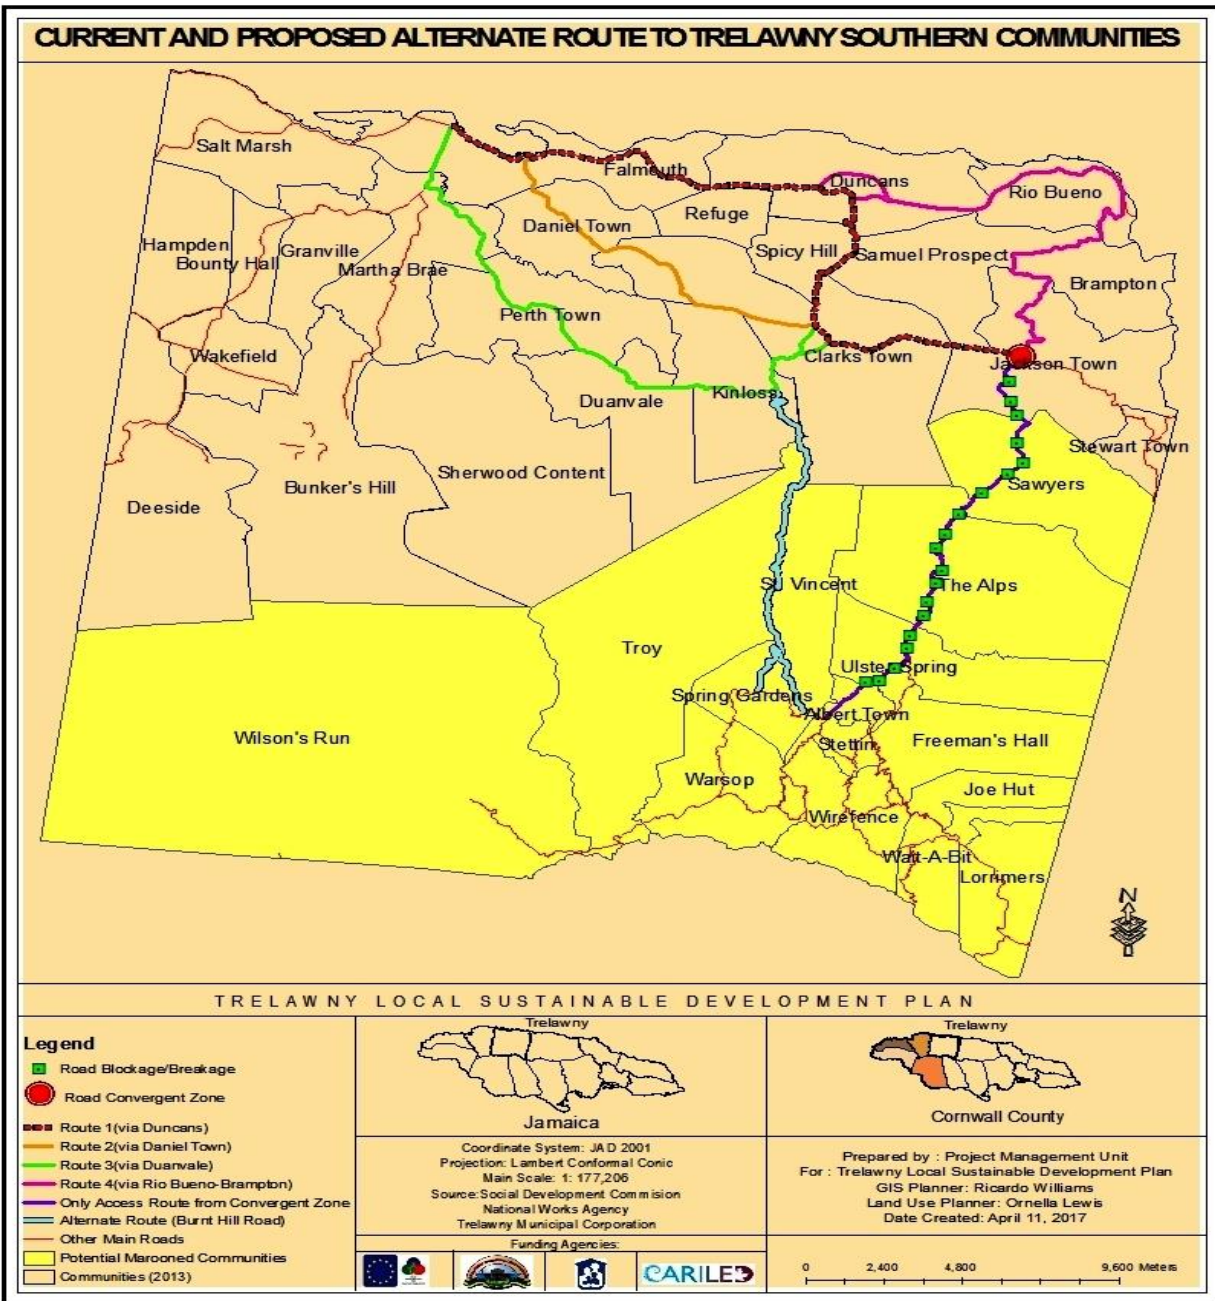 CURRENT AND PROPOSED ALTERNATE ROUTE TO TRELAWNY SOUTHERN COMMUNITIES
Salt Marsh
Falmouth
Duncans
Rio Bueno
Refuge
Daniel Town
Hampden
Bounty Hall
Granville
Martha Brae
Spicy Hill
Samuel Prospect
Brampton
Perth Town
Wakefield
Clarks Town
Jackson Town
Kinloss
Duanvale
Stewart Town
Sherwood Content
Bunker's Hill
Sawyers
Deeside
St. Vincent
The Alps
Troy
Ulster Spring
Spring Gardens
Albert Town
Wilson's Run
Stettin
Freeman's Hall
Warsop
Joe Hut
Wirefence
Wait-A-Bit
Lorrimers
N
TRELAWNY LOCAL SUSTAINABLE DEVELOPMENT PLAN
Legend
Road Blockage/Breakage
Road Convergent Zone
Route 1(via Duncans)
Route 2(via Daniel Town)
Route 3(via Duanvale)
Route 4(via Rio Bueno-Brampton)
Only Access Route from Convergent Zone
Alternate Route (Burnt Hill Road)
Other Main Roads
Potential Marooned Communities
Communities (2013)
Trelawny
Jamaica
Coordinate System: JAD 2001
Projection: Lambert Conformal Conic
Main Scale: 1: 177,206
Source:Social Development Commision
National Works Agency
Trelawny Municipal Corporation
Funding Agencies:
CARILED
Trelawny
Cornwall County
Prepared by : Project Management Unit
For : Trelawny Local Sustainable Development Plan
GIS Planner: Ricardo Williams
Land Use Planner: Ornella Lewis
Date Created: April 11, 2017
0 2,400 4,800 9,600 Meters